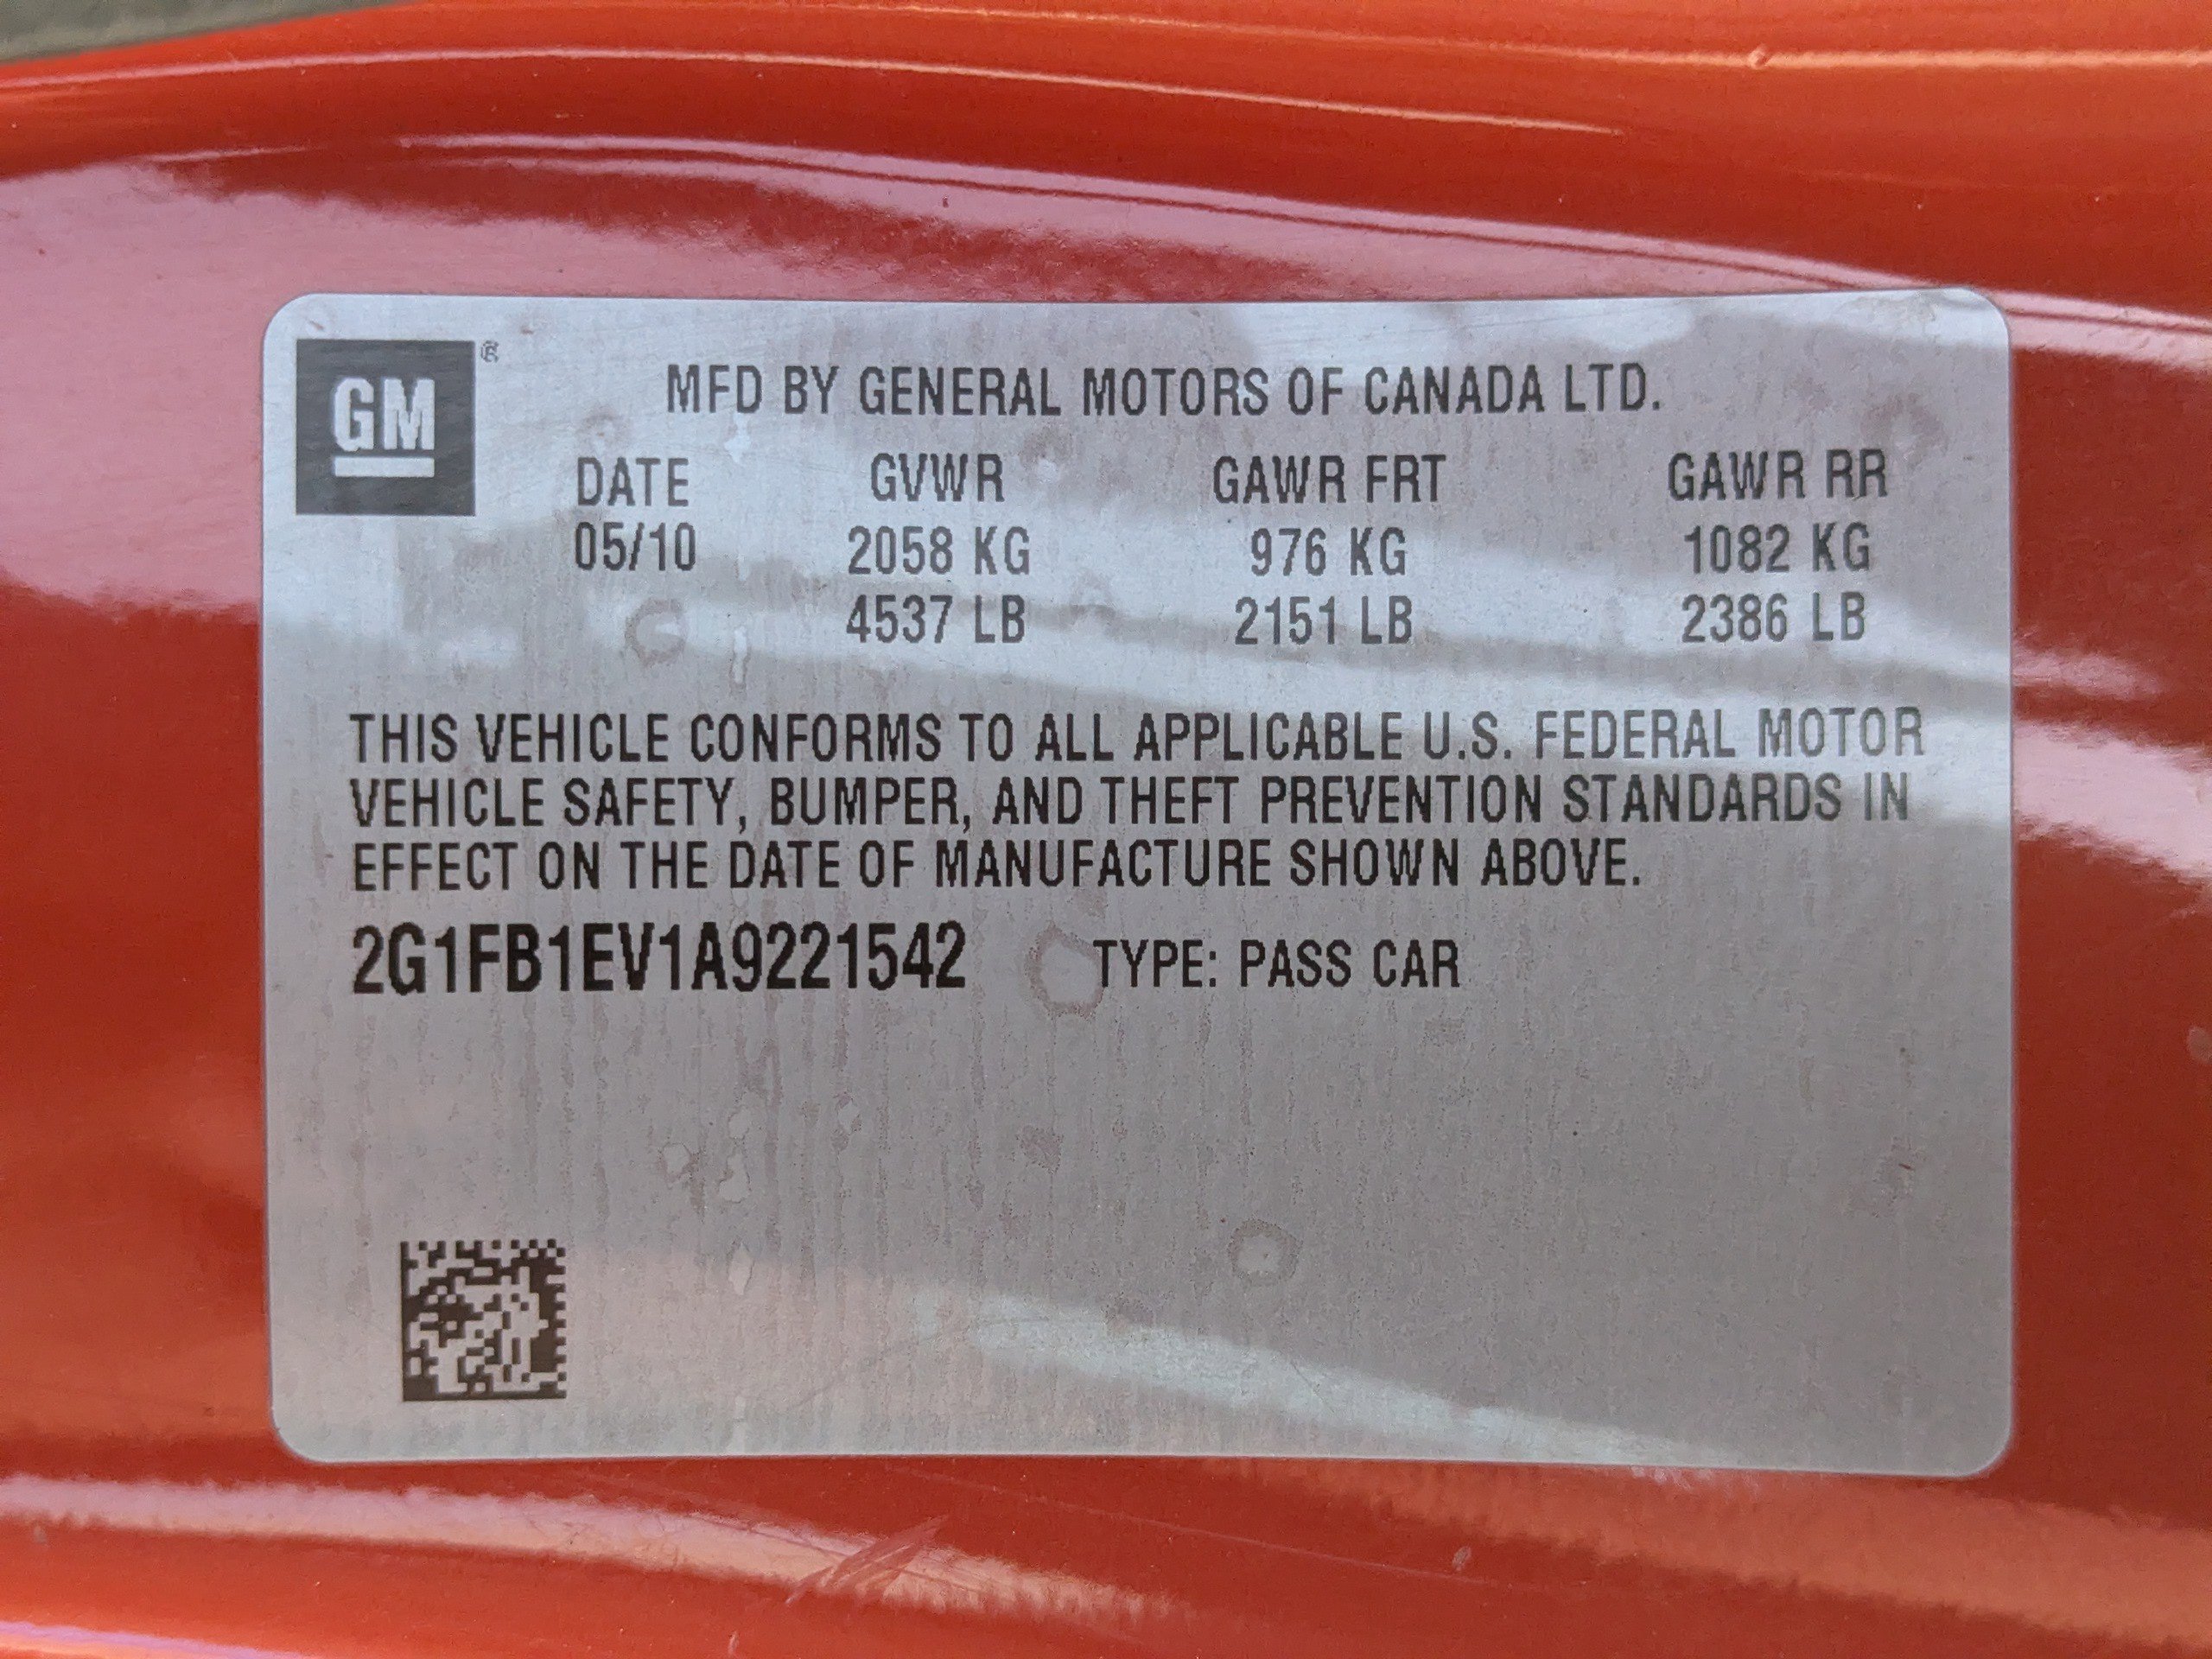 GM ®
MFD BY GENERAL MOTORS OF CANADA LTD.
DATE GVWR GAWR FRT GAWR RR
05/10 2058 KG 976 KG 1082 KG
4537 LB 2151 LB 2386 LB
THIS VEHICLE CONFORMS TO ALL APPLICABLE U.S. FEDERAL MOTOR
VEHICLE SAFETY, BUMPER, AND THEFT PREVENTION STANDARDS IN
EFFECT ON THE DATE OF MANUFACTURE SHOWN ABOVE.
2G1FB1EV1A9221542 TYPE: PASS CAR